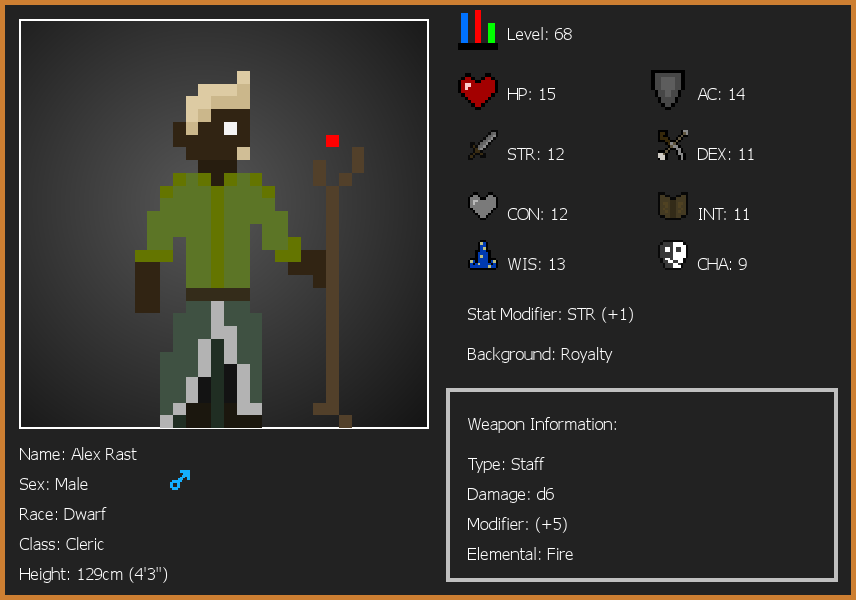 Level: 68
HP: 15
AC: 14
STR: 12
DEX: 11
CON: 12
INT: 11
WIS: 13
CHA: 9
Stat Modifier: STR (+1)
Background: Royalty
Weapon Information:
Type: Staff
Damage: d6
Modifier: (+5)
Elemental: Fire
Name: Alex Rast
Sex: Male
Race: Dwarf
Class: Cleric
Height: 129cm (4'3")